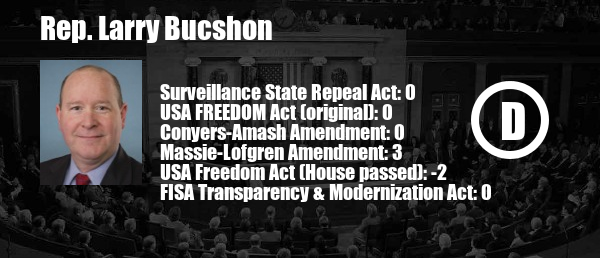 Rep. Larry Bucshon
Surveillance State Repeal Act: 0
USA FREEDOM Act (original): 0
Conyers-Amash Amendment: 0
Massie-Lofgren Amendment: 3
USA Freedom Act (House passed): -2
FISA Transparency & Modernization Act: 0
D